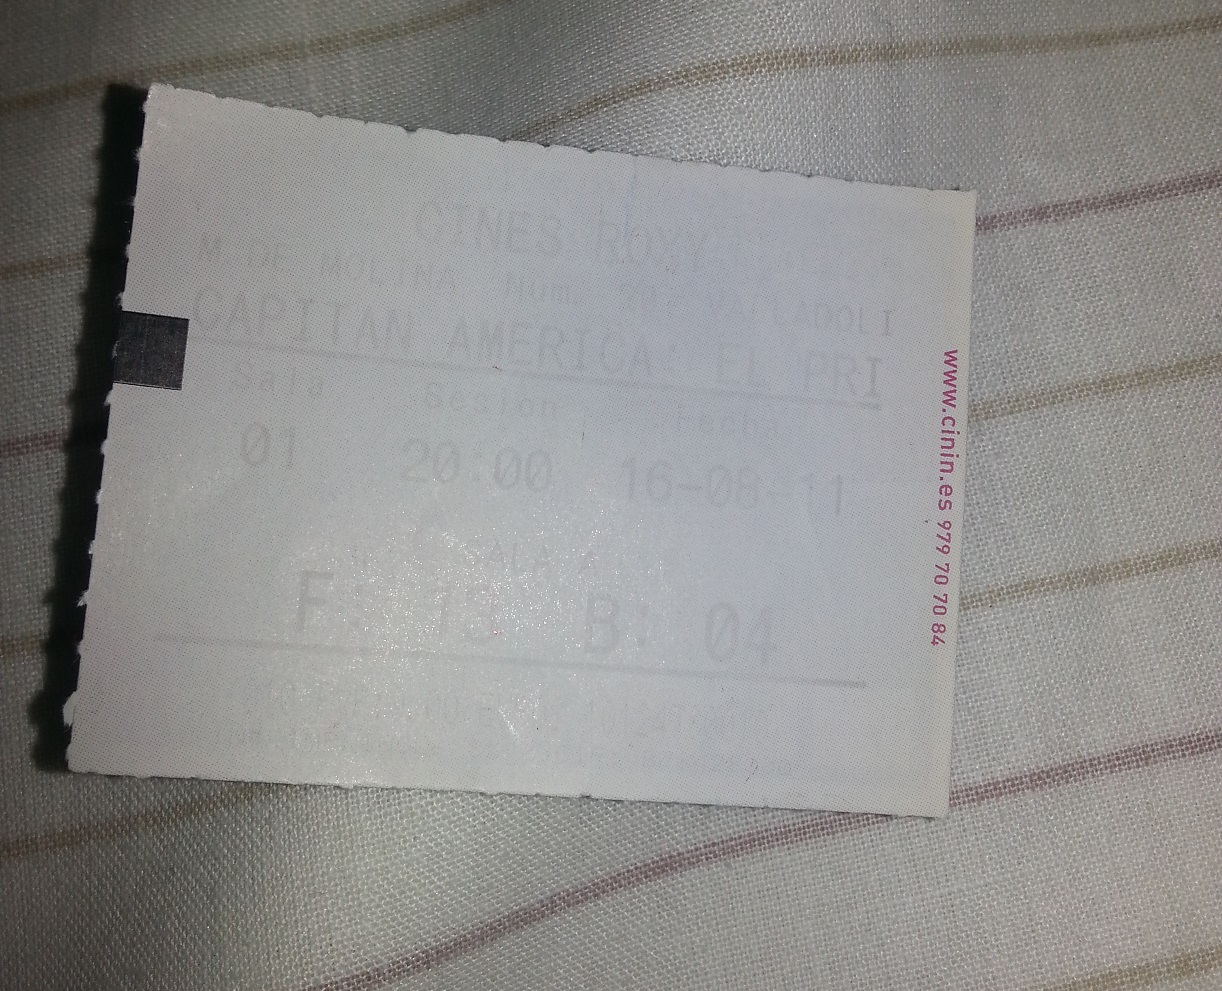 CINES ROXY
M DE MOLINA, Num. 20, VALLADOLI
CAPITAN AMERICA: EL PRI
Sala Sesion Fecha
01 20:00 16-08-11
SALA
F: 13 B: 04
www.cinin.es 979 70 70 84